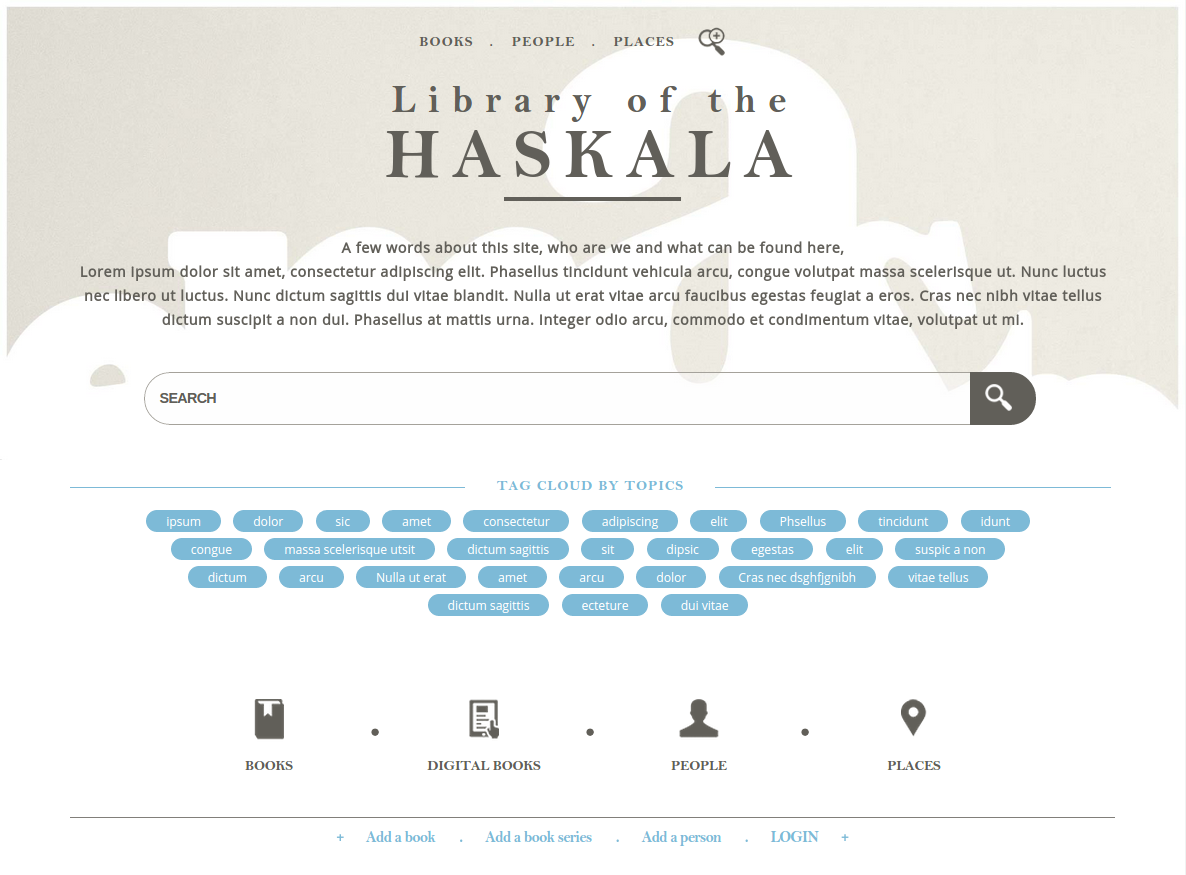 BOOKS . PEOPLE . PLACES
Library of the
HASKALA
A few words about this site, who are we and what can be found here,
Lorem ipsum dolor sit amet, consectetur adipiscing elit. Phasellus tincidunt vehicula arcu, congue volutpat massa scelerisque ut. Nunc luctus
nec libero ut luctus. Nunc dictum sagittis dui vitae blandit. Nulla ut erat vitae arcu faucibus egestas feugiat a eros. Cras nec nibh vitae tellus
dictum suscipit a non dui. Phasellus at mattis urna. Integer odio arcu, commodo et condimentum vitae, volutpat ut mi.
SEARCH
TAG CLOUD BY TOPICS
ipsum dolor sic amet consectetur adipiscing elit Phsellus tincidunt idunt
congue massa scelerisque utsit dictum sagittis sit dipsic egestas elit suspic a non
dictum arcu Nulla ut erat amet arcu dolor Cras nec dsghfjgnibh vitae tellus
dictum sagittis ecteture dui vitae
BOOKS • DIGITAL BOOKS • PEOPLE • PLACES
+ Add a book . Add a book series . Add a person . LOGIN +